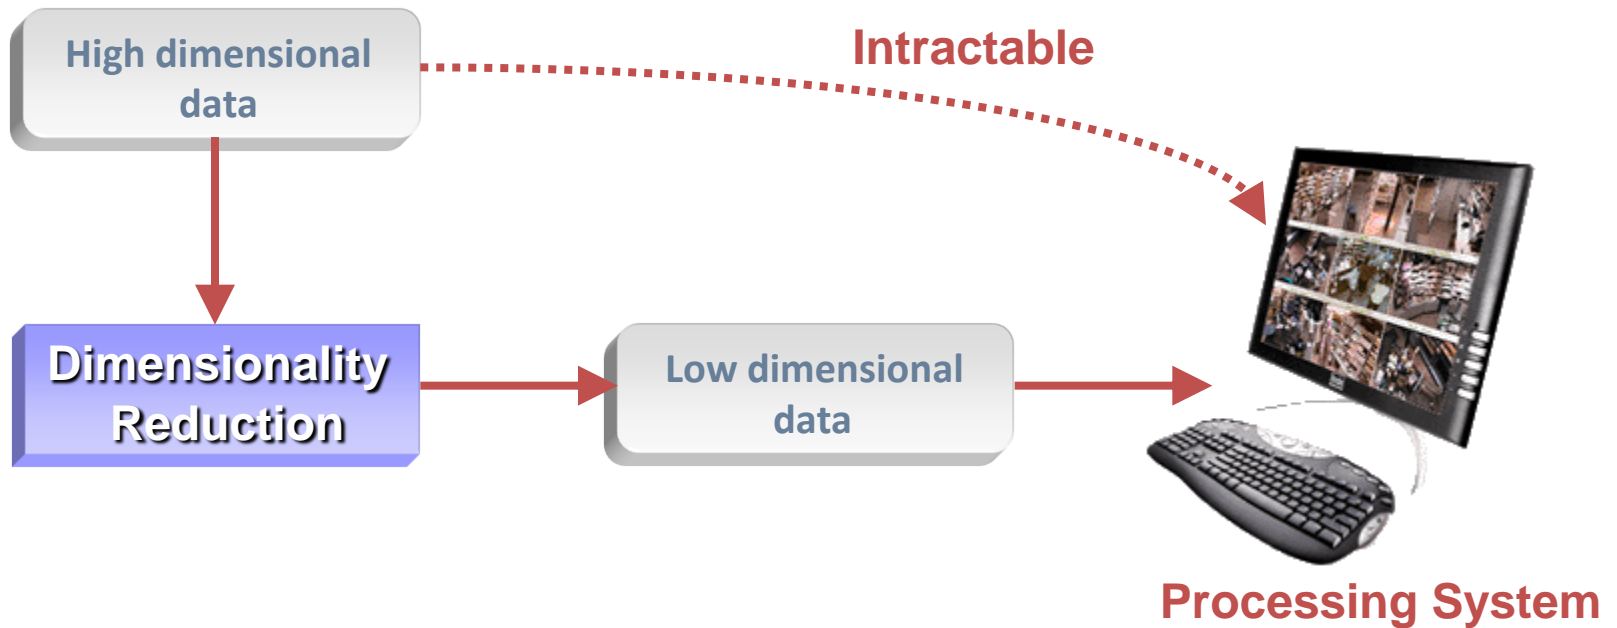 High dimensional
data
Intractable
Dimensionality
Reduction
Low dimensional
data
Processing System